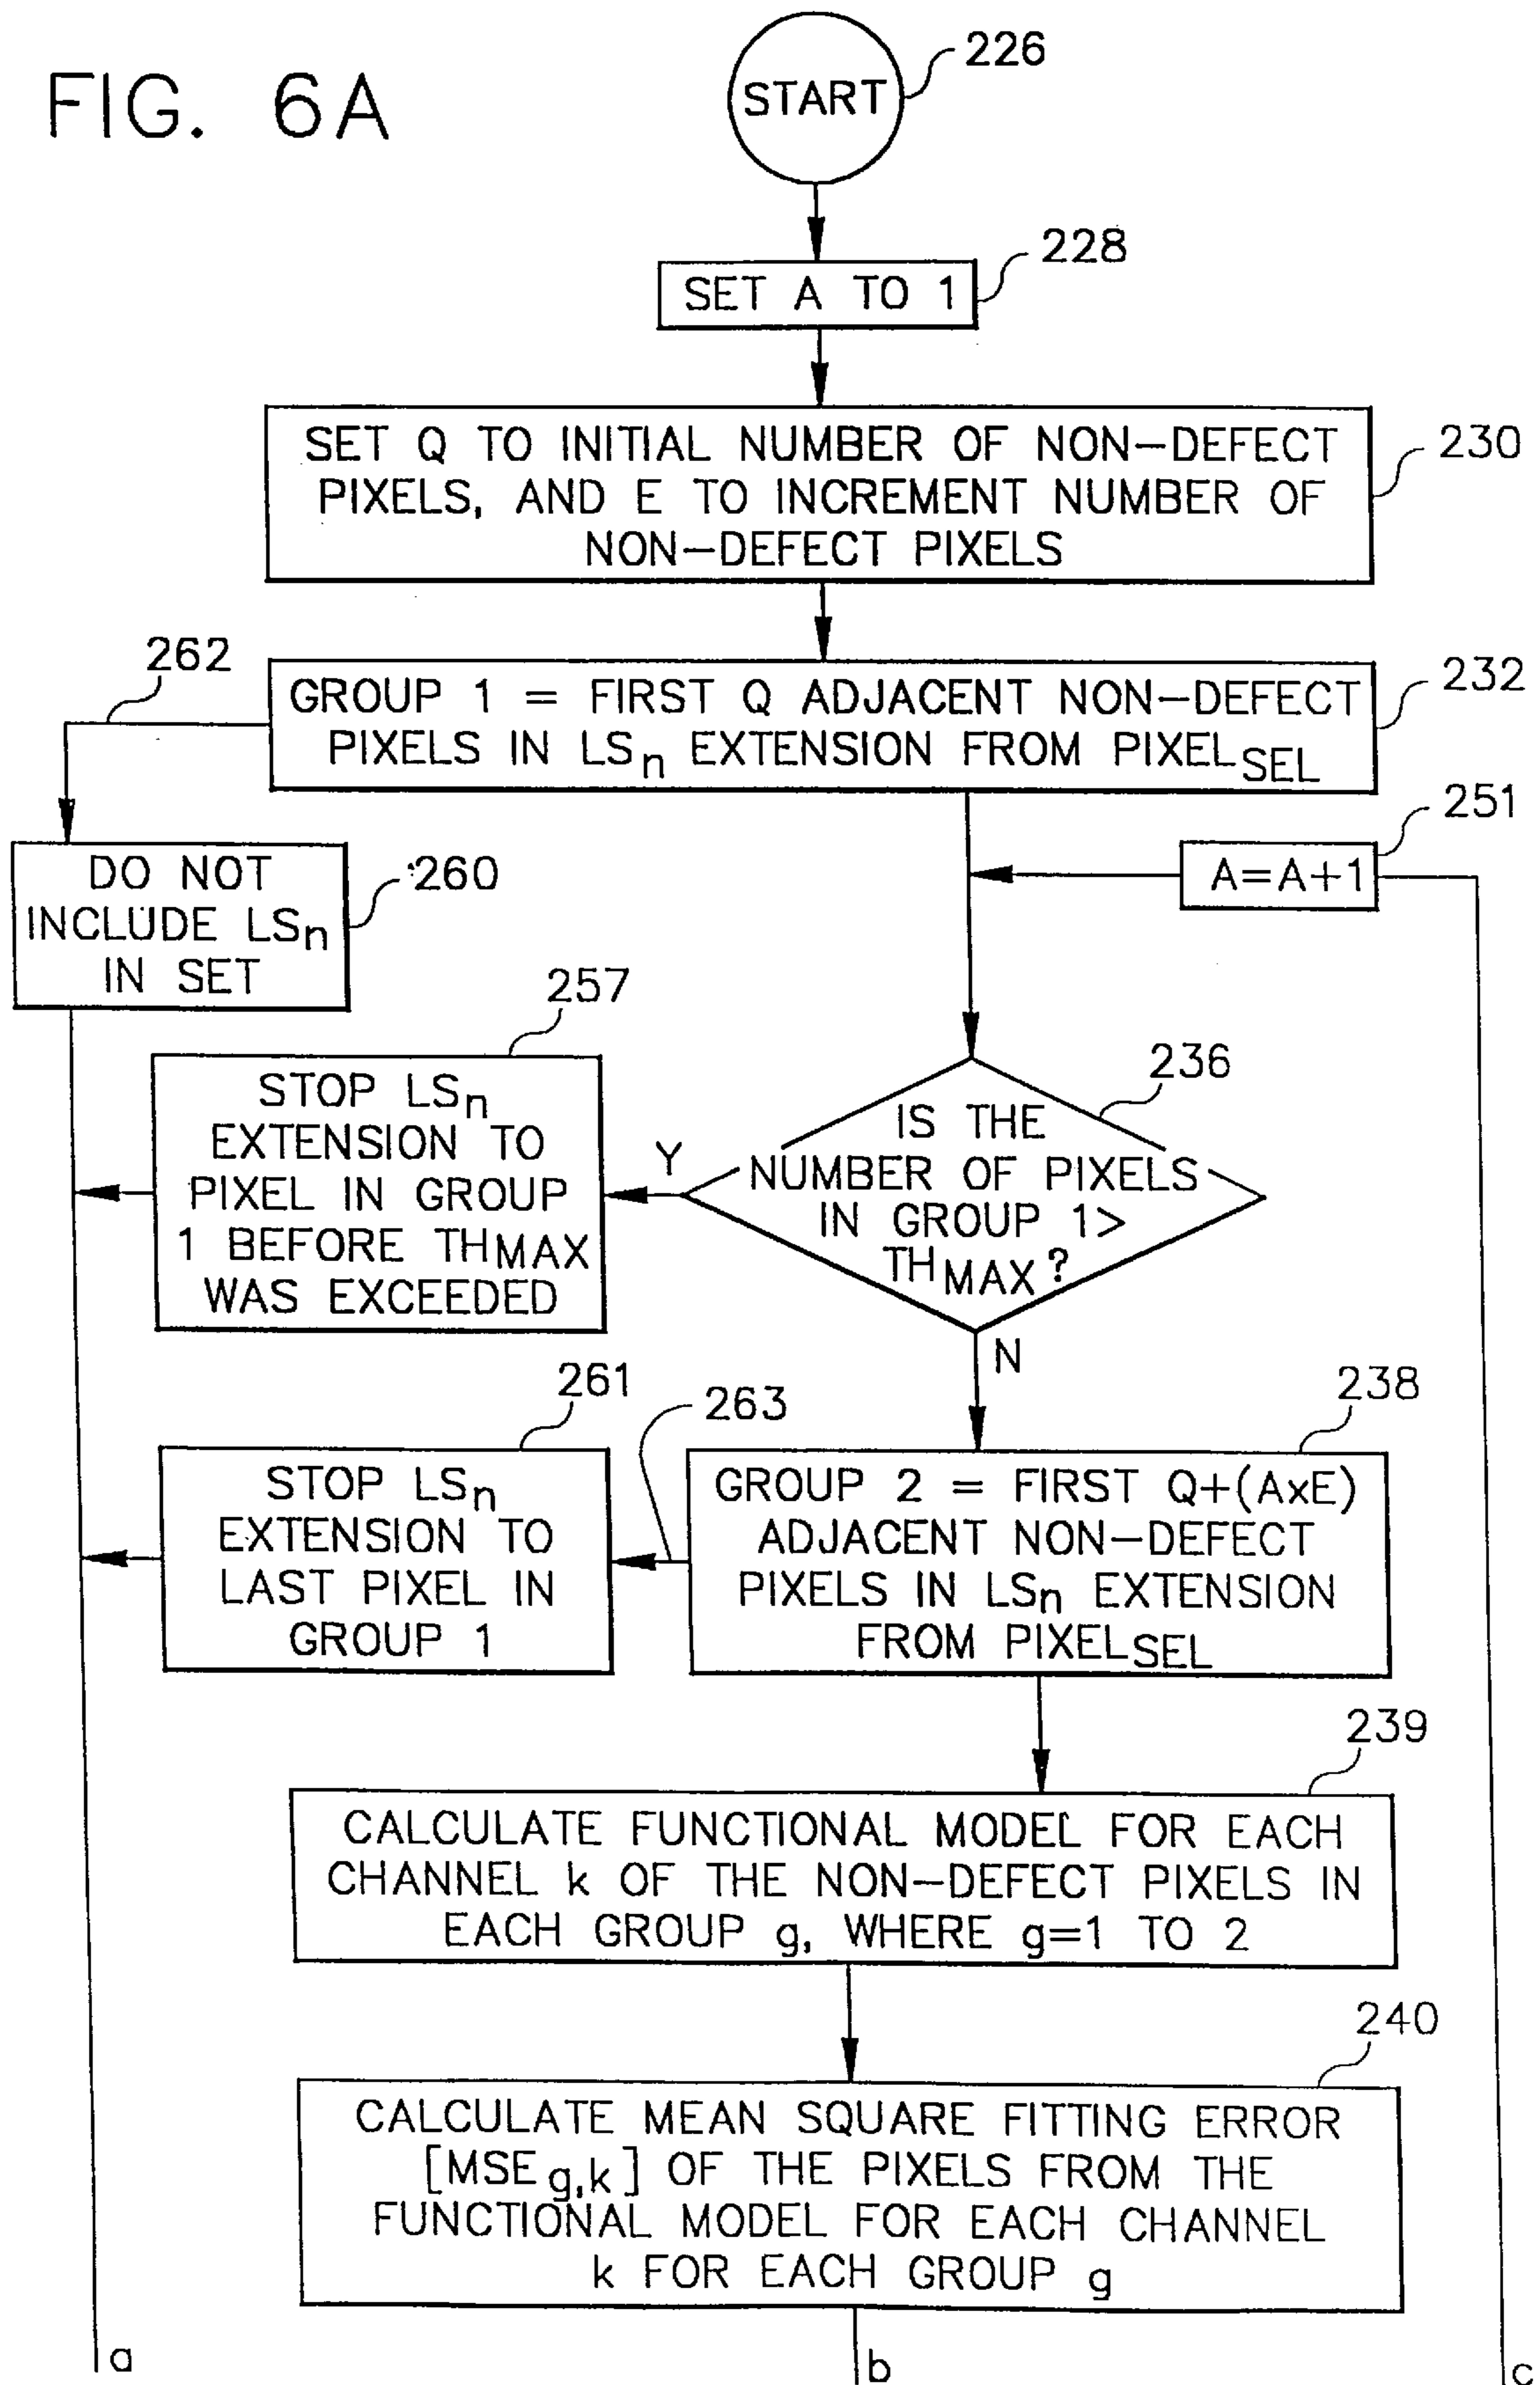 FIG. 6A
START
226
SET A TO 1
228
SET Q TO INITIAL NUMBER OF NON-DEFECT
PIXELS, AND E TO INCREMENT NUMBER OF
NON-DEFECT PIXELS
230
262
GROUP 1 = FIRST Q ADJACENT NON-DEFECT
PIXELS IN LSn EXTENSION FROM PIXELSEL
232
251
A=A+1
DO NOT
INCLUDE LSn
IN SET
260
257
STOP LSn
EXTENSION TO
PIXEL IN GROUP
1 BEFORE THMAX
WAS EXCEEDED
Y
236
IS THE
NUMBER OF PIXELS
IN GROUP 1>
THMAX?
N
261
STOP LSn
EXTENSION TO
LAST PIXEL IN
GROUP 1
263
238
GROUP 2 = FIRST Q+(AxE)
ADJACENT NON-DEFECT
PIXELS IN LSn EXTENSION
FROM PIXELSEL
239
CALCULATE FUNCTIONAL MODEL FOR EACH
CHANNEL k OF THE NON-DEFECT PIXELS IN
EACH GROUP g, WHERE g=1 TO 2
240
CALCULATE MEAN SQUARE FITTING ERROR
[MSEg,k] OF THE PIXELS FROM THE
FUNCTIONAL MODEL FOR EACH CHANNEL
k FOR EACH GROUP g
a
b
c